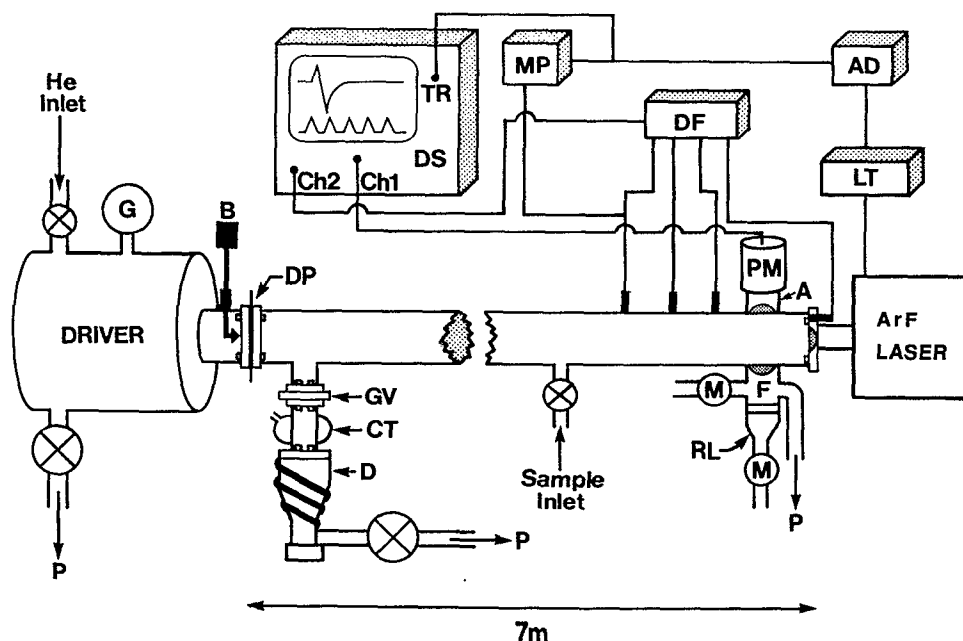 He
Inlet
G
B
DP
DRIVER
P
TR
DS
Ch2
Ch1
MP
AD
DF
LT
PM
A
ArF
LASER
GV
CT
D
P
Sample
Inlet
M
F
RL
M
P
7m